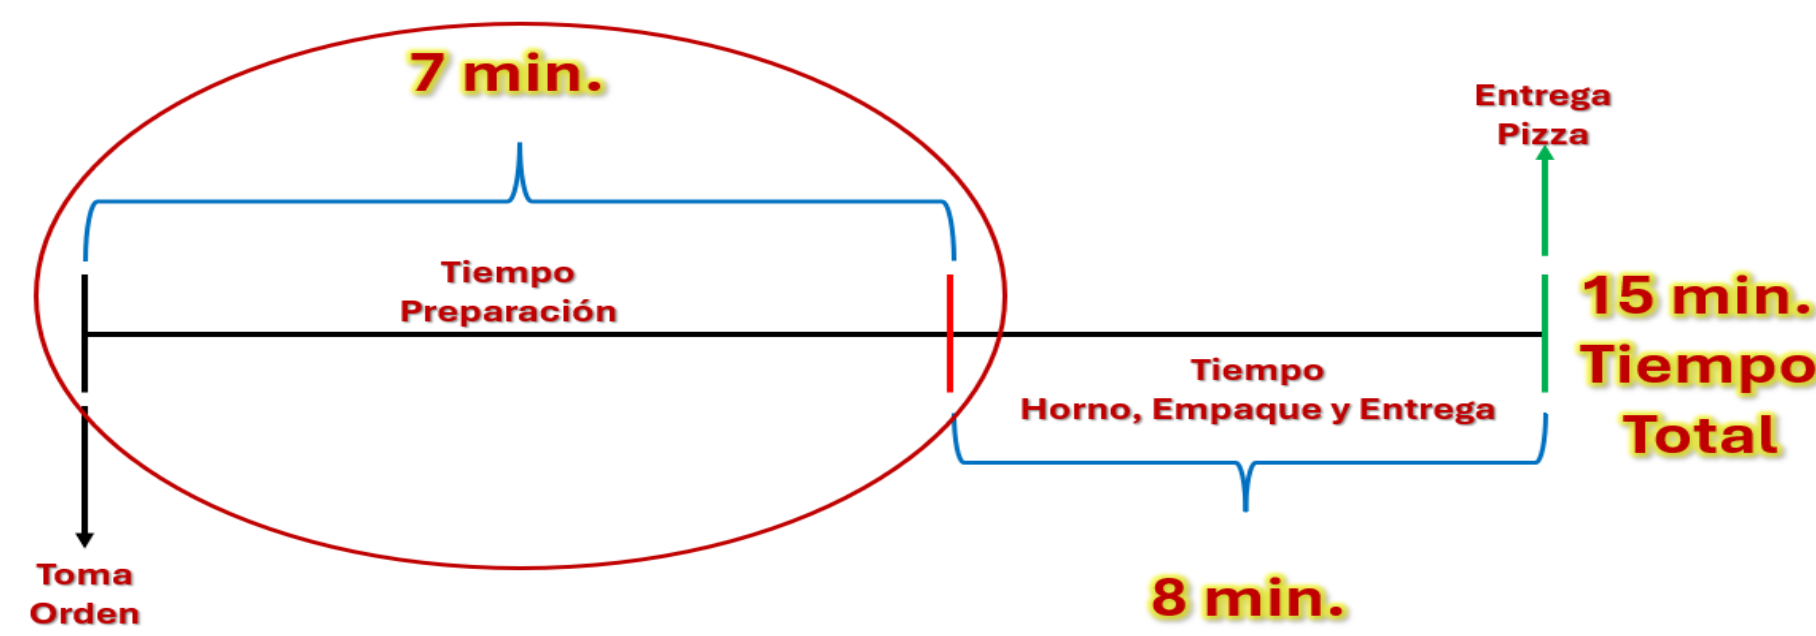 7 min.
Entrega
Pizza
Tiempo
Preparación
15 min.
Tiempo
Total
Tiempo
Horno, Empaque y Entrega
Toma
Orden
8 min.